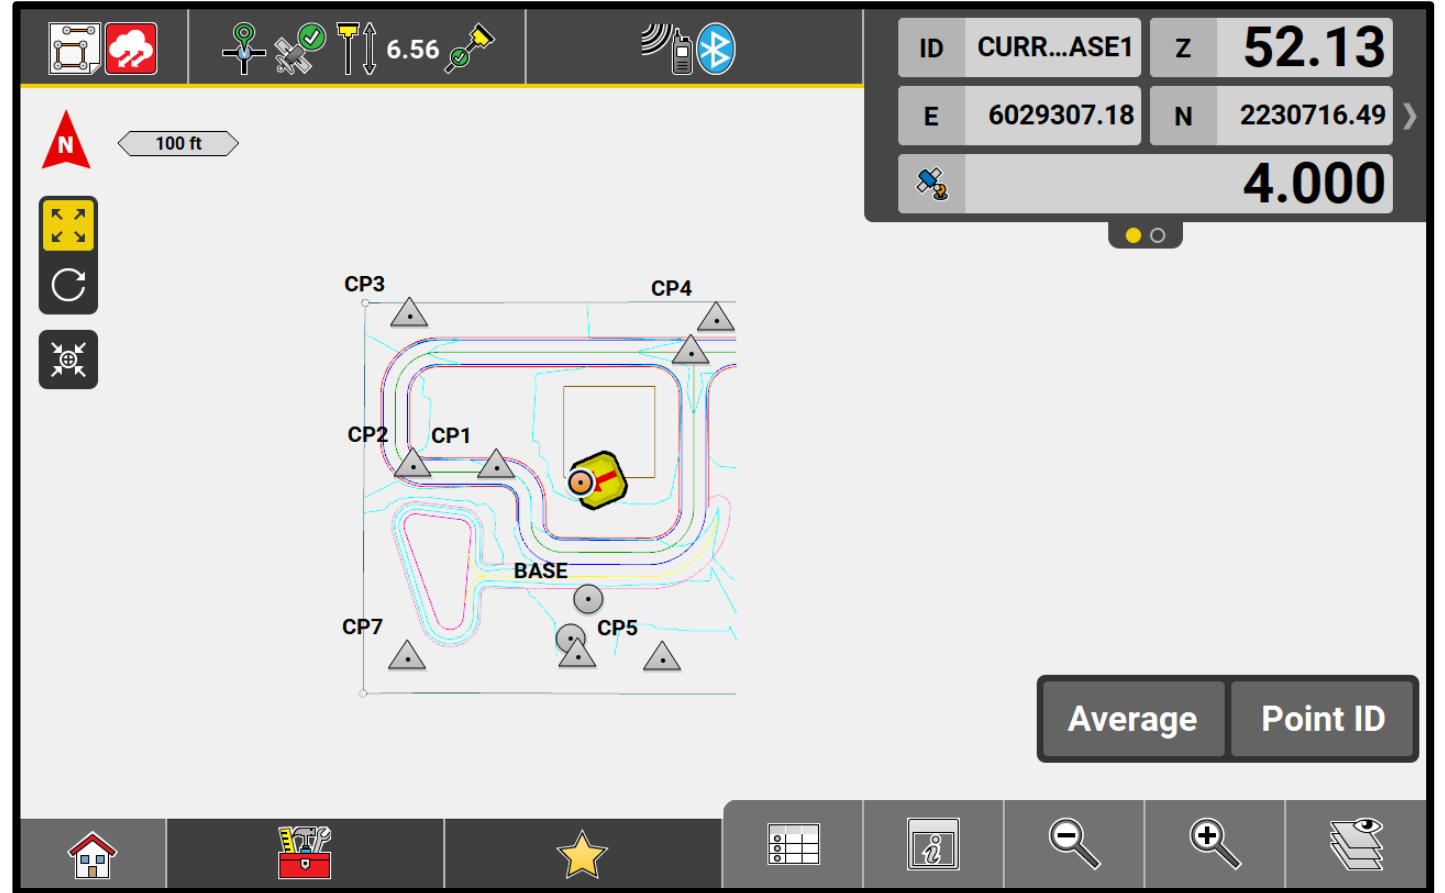 6.56
ID CURR...ASE1 Z 52.13
E 6029307.18 N 2230716.49
4.000
N
100 ft
CP3
CP4
CP2 CP1
BASE
CP7
CP5
Average Point ID